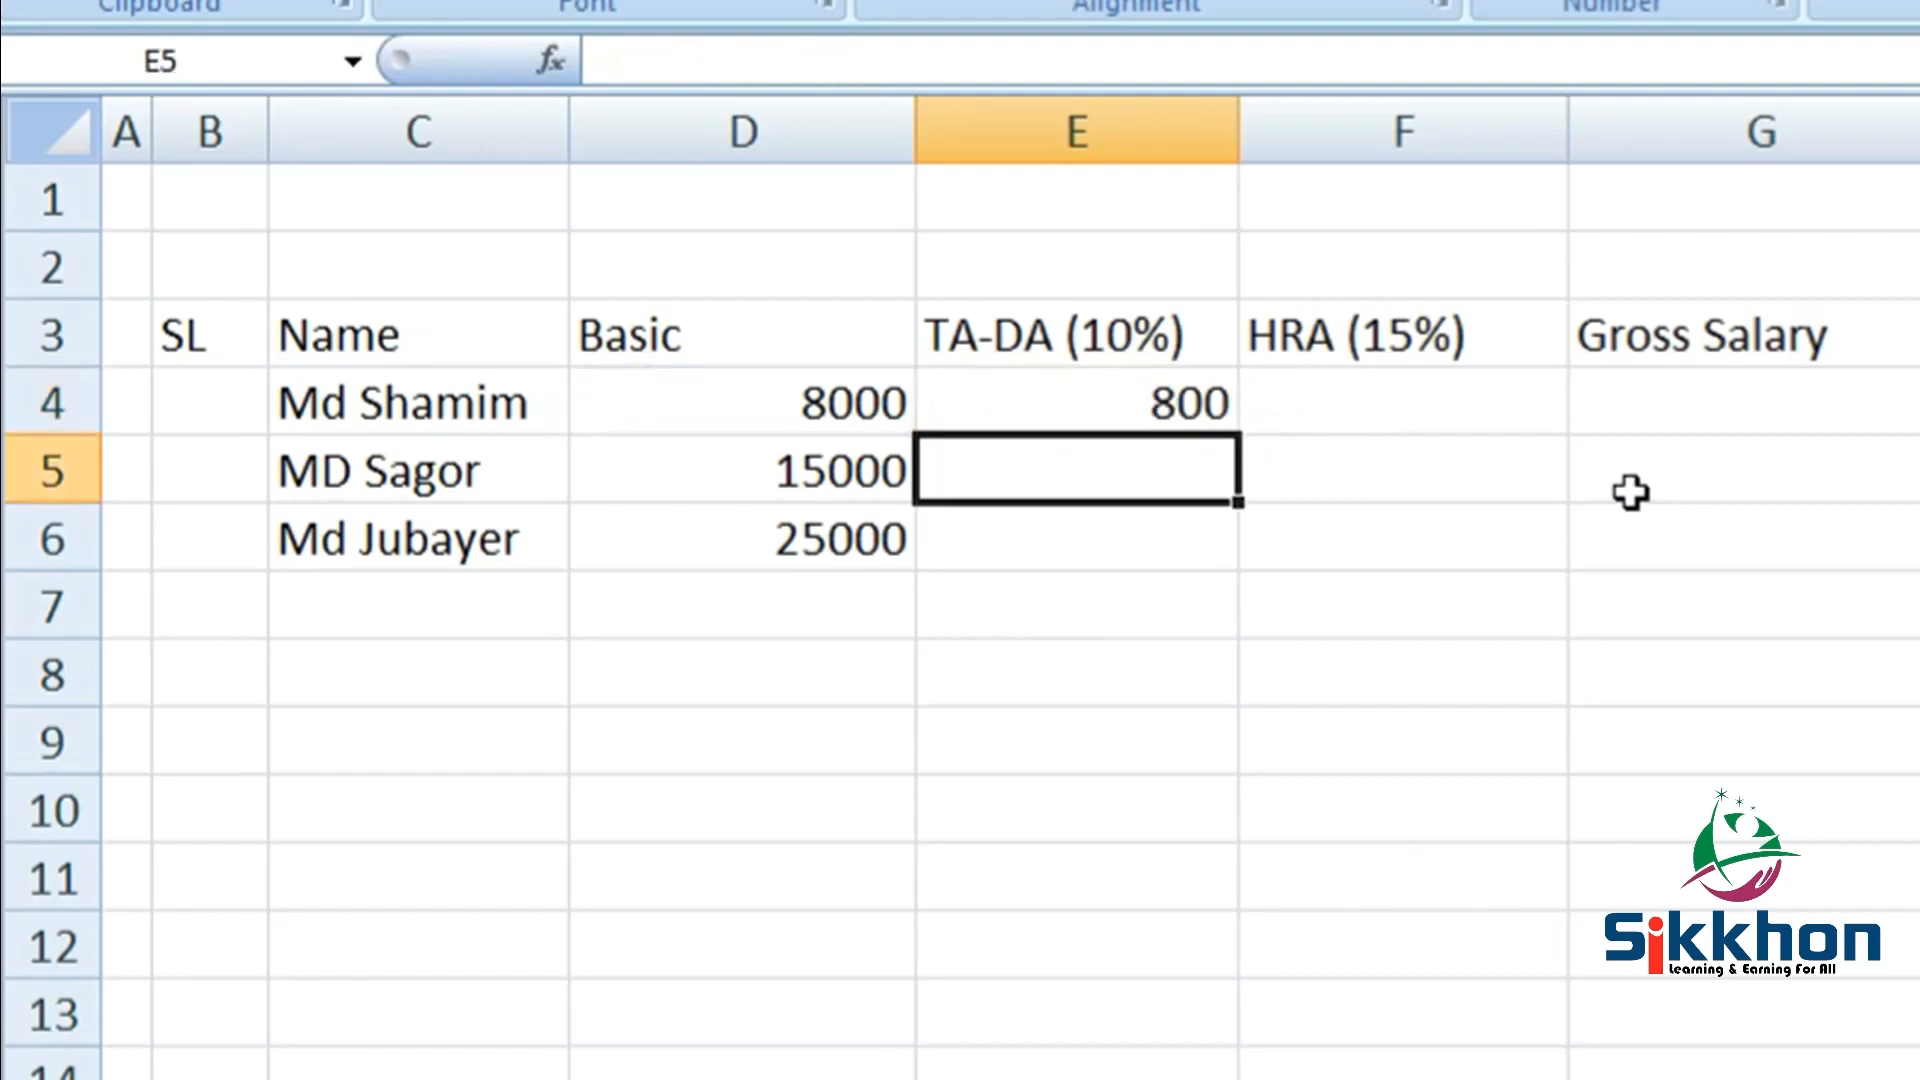 Clipboard Font Alignment Number
E5 fx
A B C D E F G
1
2
3 SL Name Basic TA-DA (10%) HRA (15%) Gross Salary
4 Md Shamim 8000 800
5 MD Sagor 15000
6 Md Jubayer 25000
7
8
9
10
11
12
13
14
Sikkhon
Learning & Earning For All